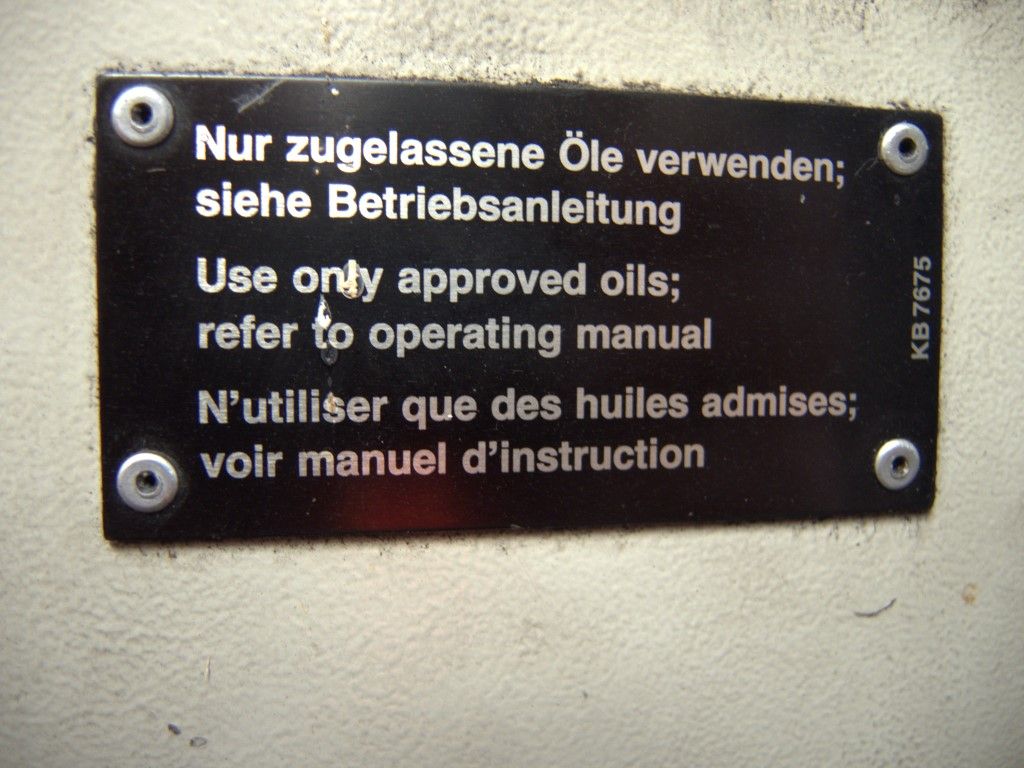 Nur zugelassene Öle verwenden;
siehe Betriebsanleitung
Use only approved oils;
refer to operating manual
N'utiliser que des huiles admises;
voir manuel d'instruction
KB 7675